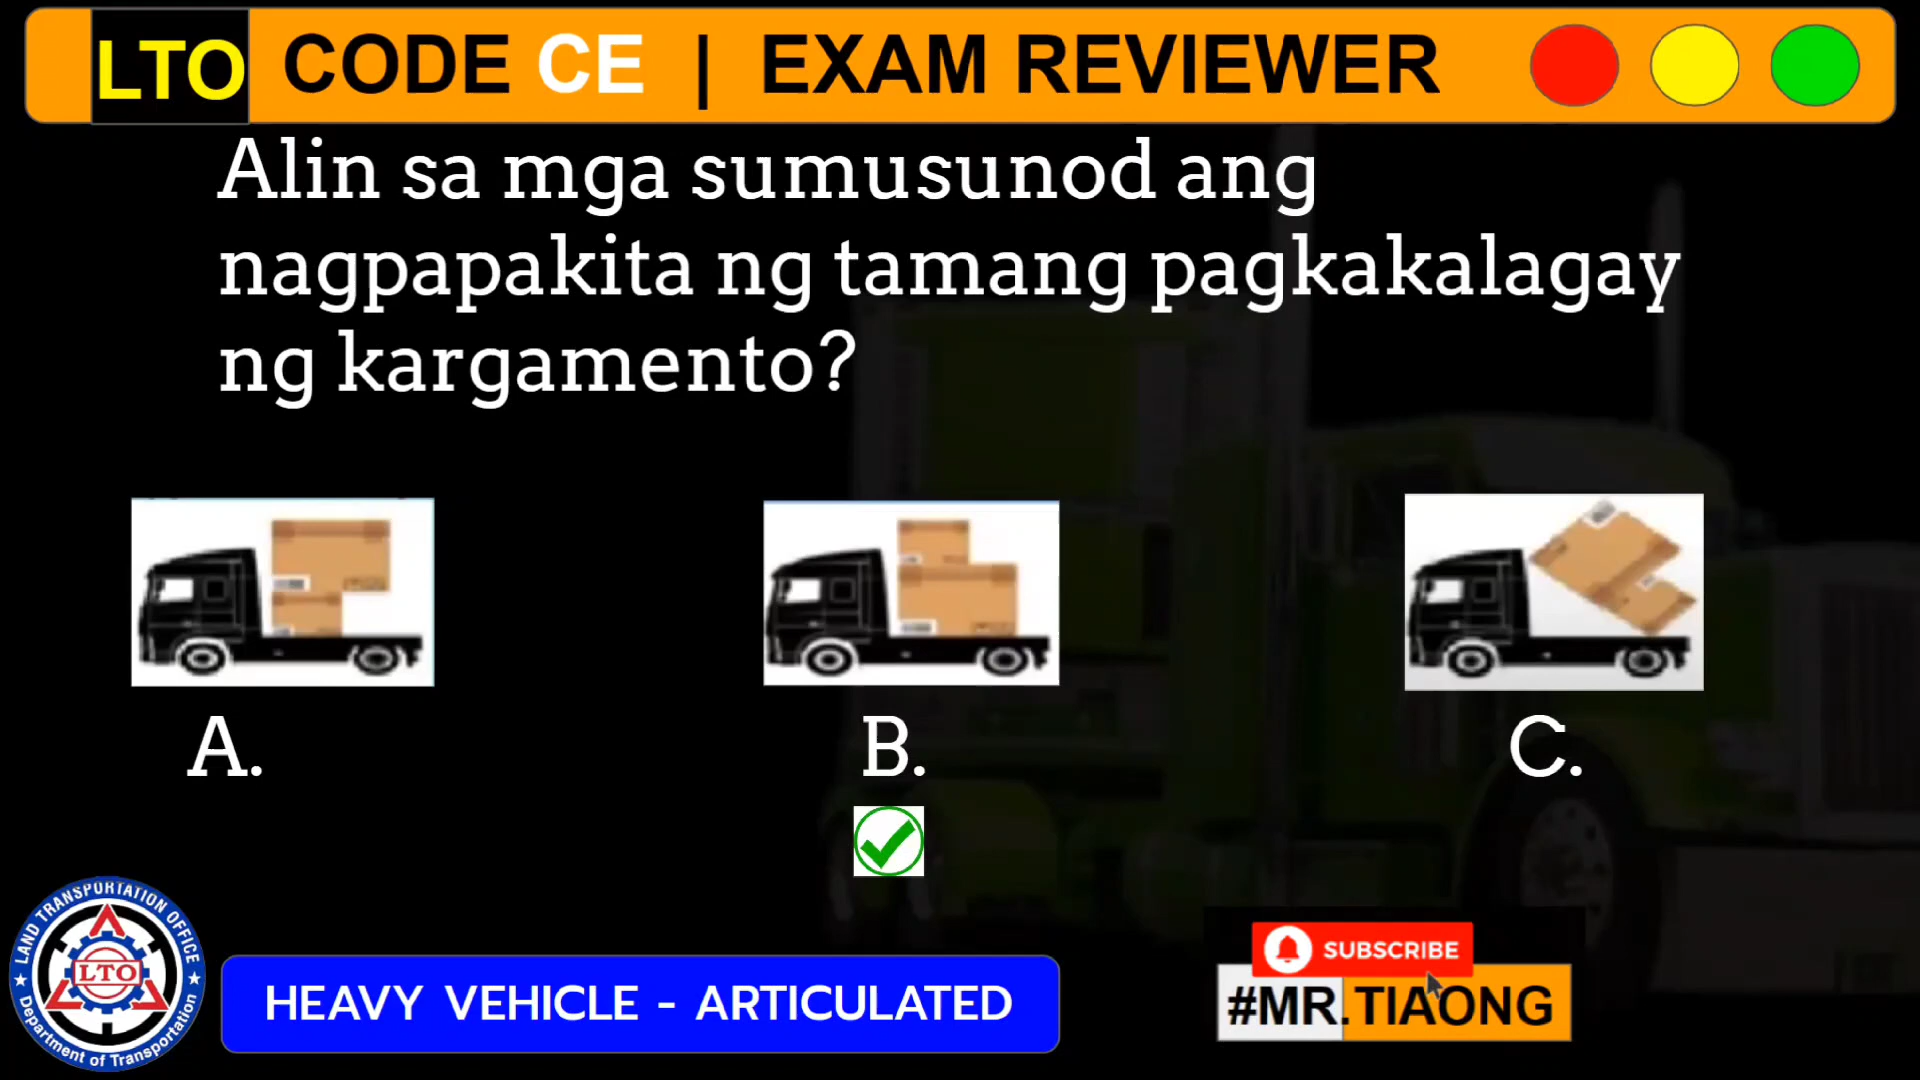 LTO CODE CE | EXAM REVIEWER
Alin sa mga sumusunod ang
nagpapakita ng tamang pagkakalagay
ng kargamento?
A.
B.
C.
LAND TRANSPORTATION OFFICE
LTO
Department of Transportation
HEAVY VEHICLE - ARTICULATED
SUBSCRIBE
#MR.TIAONG